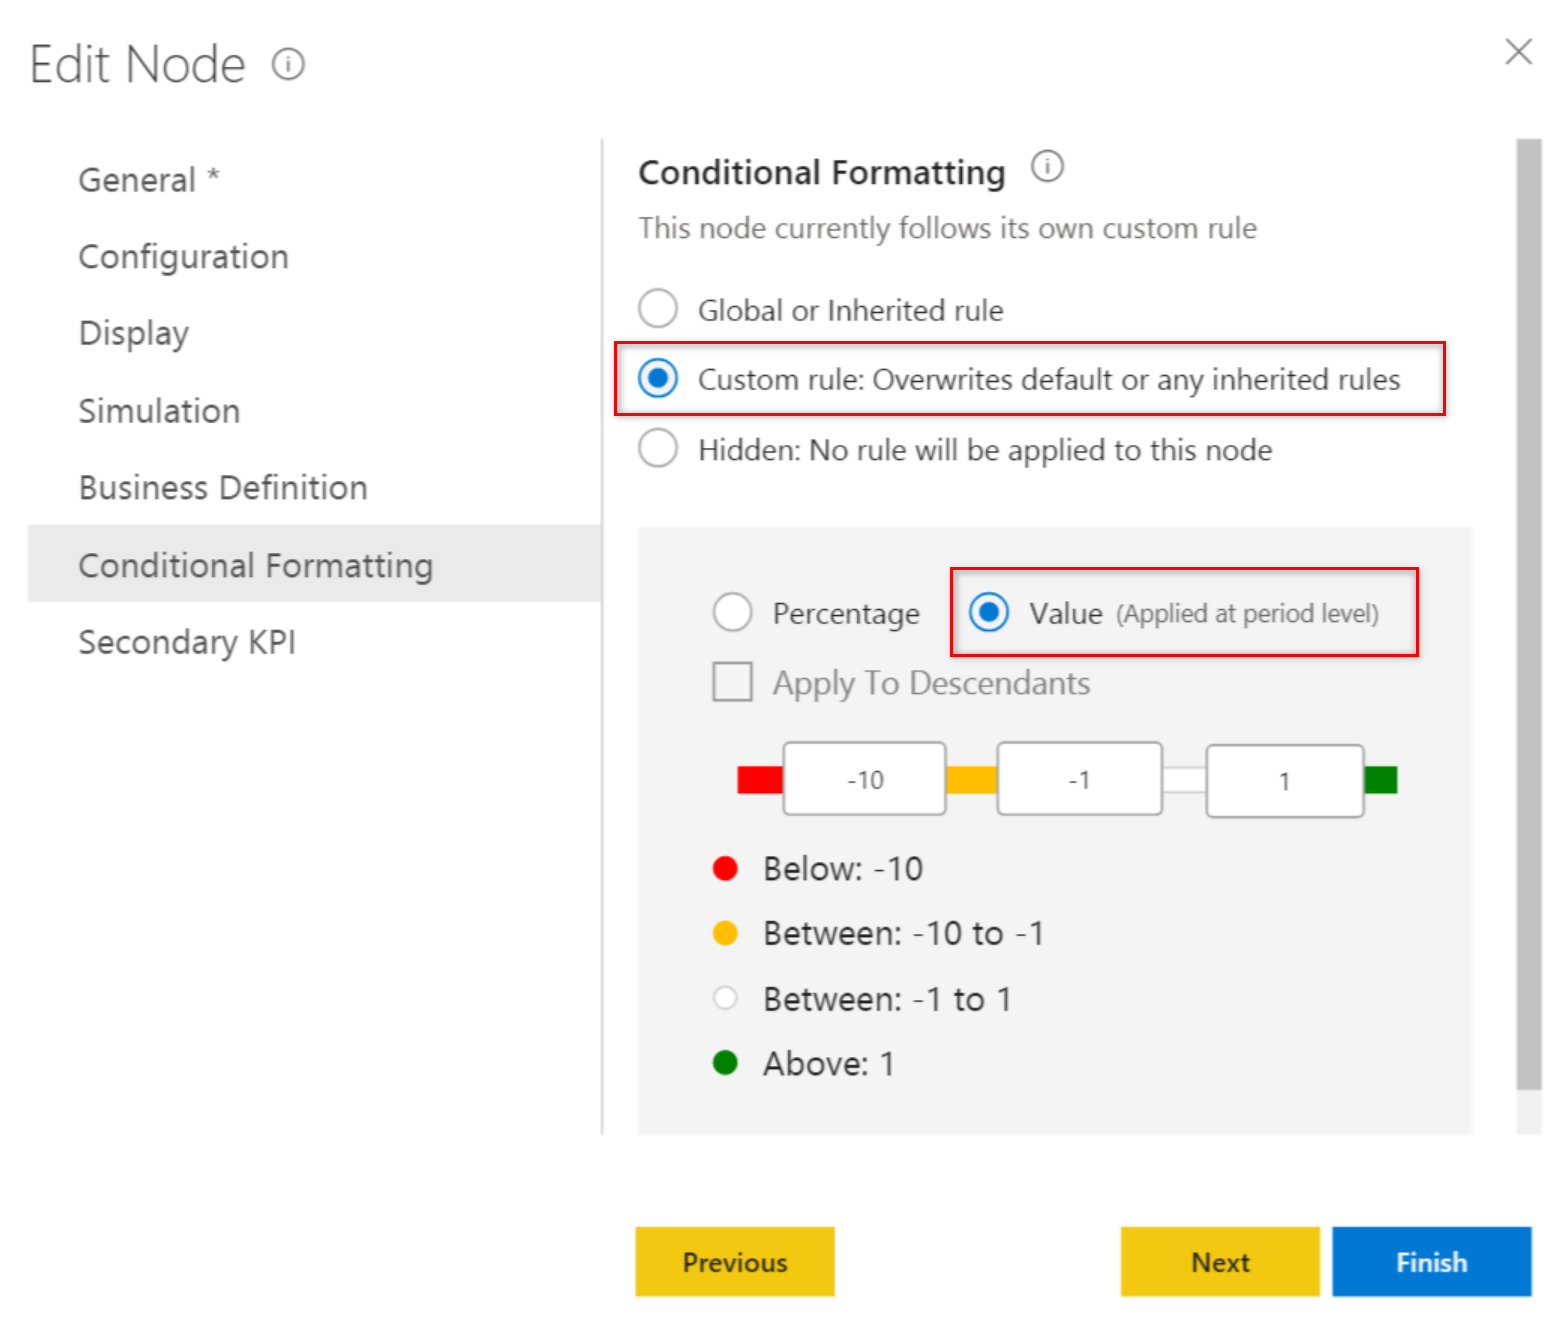 Edit Node
General *
Configuration
Display
Simulation
Business Definition
Conditional Formatting
Secondary KPI
Conditional Formatting
This node currently follows its own custom rule
Global or Inherited rule
Custom rule: Overwrites default or any inherited rules
Hidden: No rule will be applied to this node
Percentage Value (Applied at period level)
Apply To Descendants
-10 -1 1
Below: -10
Between: -10 to -1
Between: -1 to 1
Above: 1
Previous Next Finish